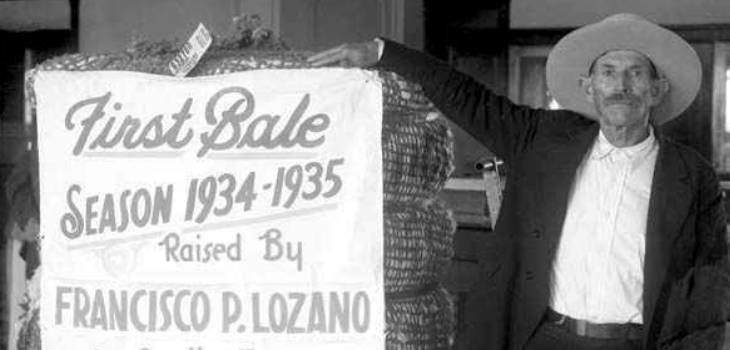 First Bale
SEASON 1934-1935
Raised By
FRANCISCO P. LOZANO